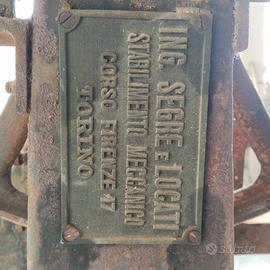 ING. SEGRE E LOCATI
STABILIMENTO MECCANICO
CORSO FIRENZE 47
TORINO
subito